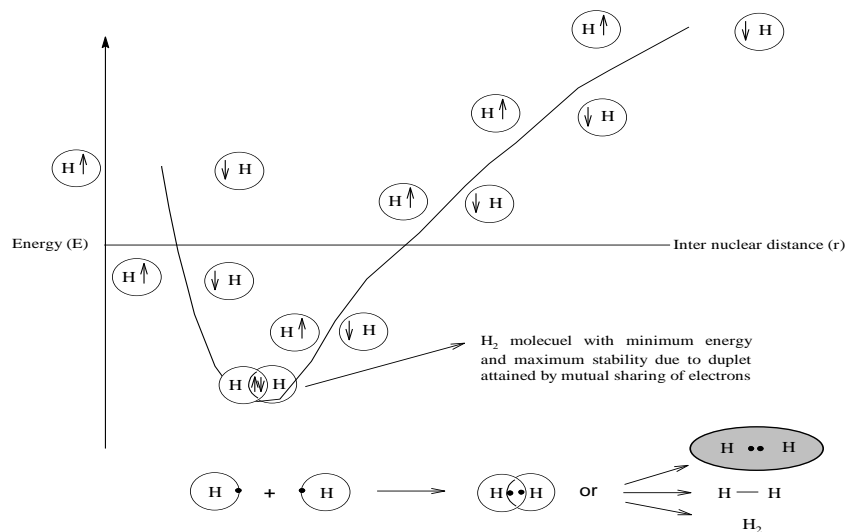 H H
H H
H H
H H
Energy (E) Inter nuclear distance (r)
H H
H H
H₂ molecuel with minimum energy
and maximum stability due to duplet
attained by mutual sharing of electrons
H H
H •• H
H• + •H H••H or H — H
H₂